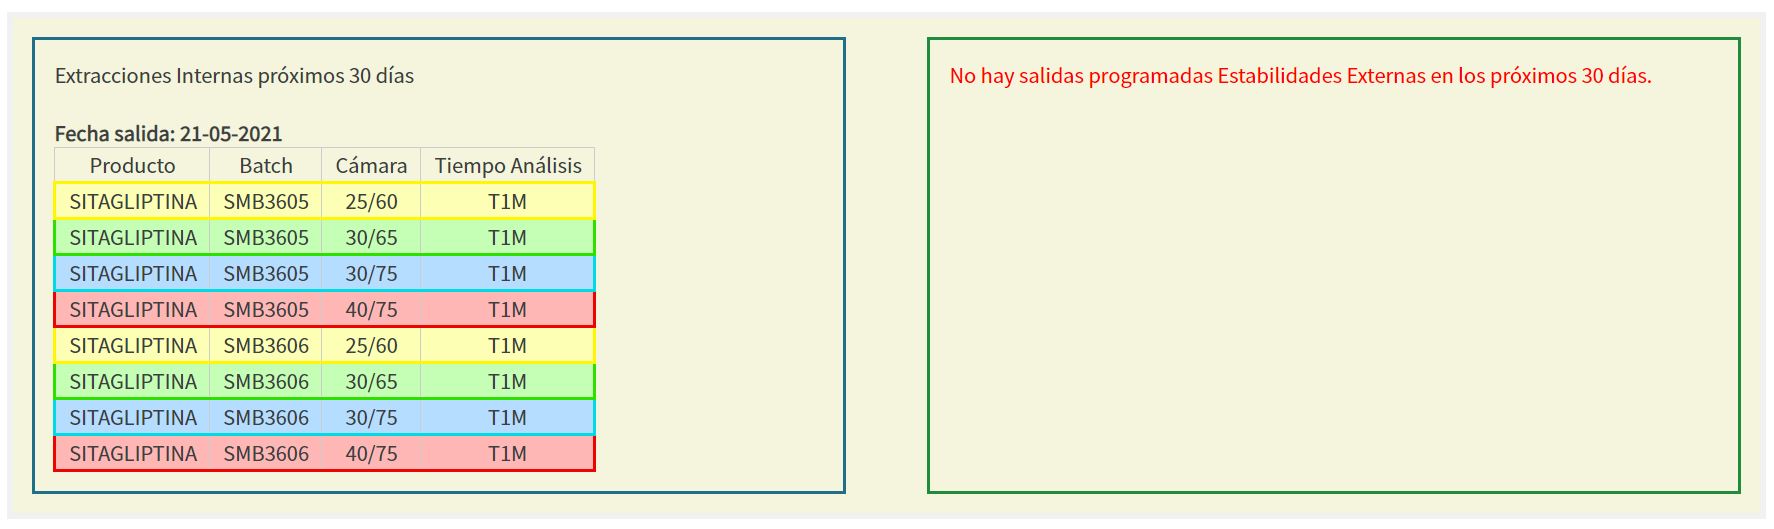 Extracciones Internas próximos 30 días
Fecha salida: 21-05-2021
Producto Batch Cámara Tiempo Análisis
SITAGLIPTINA SMB3605 25/60 T1M
SITAGLIPTINA SMB3605 30/65 T1M
SITAGLIPTINA SMB3605 30/75 T1M
SITAGLIPTINA SMB3605 40/75 T1M
SITAGLIPTINA SMB3606 25/60 T1M
SITAGLIPTINA SMB3606 30/65 T1M
SITAGLIPTINA SMB3606 30/75 T1M
SITAGLIPTINA SMB3606 40/75 T1M
No hay salidas programadas Estabilidades Externas en los próximos 30 días.